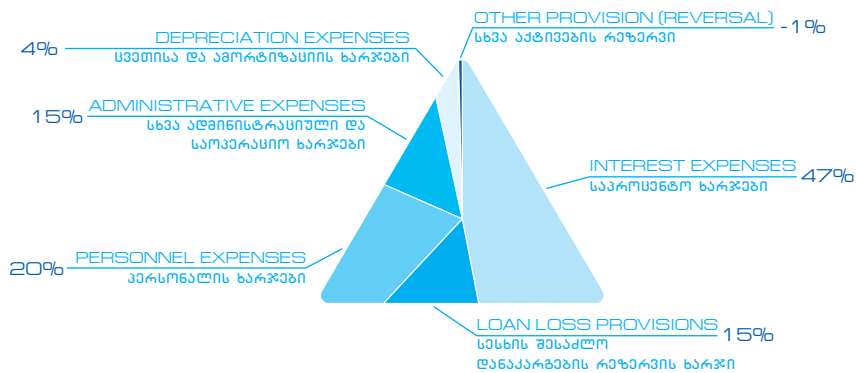 OTHER PROVISION (REVERSAL) -1%
სხვა აქტივების რეზერვი
4% DEPRECIATION EXPENSES
ცვეთისა და ამორტიზაციის ხარჯები
15% ADMINISTRATIVE EXPENSES
სხვა ადმინისტრაციული და
საოპერაციო ხარჯები
INTEREST EXPENSES 47%
საპროცენტო ხარჯები
20% PERSONNEL EXPENSES
პერსონალის ხარჯები
LOAN LOSS PROVISIONS 15%
სესხის შესაძლო
დანაკარგების რეზერვის ხარჯი